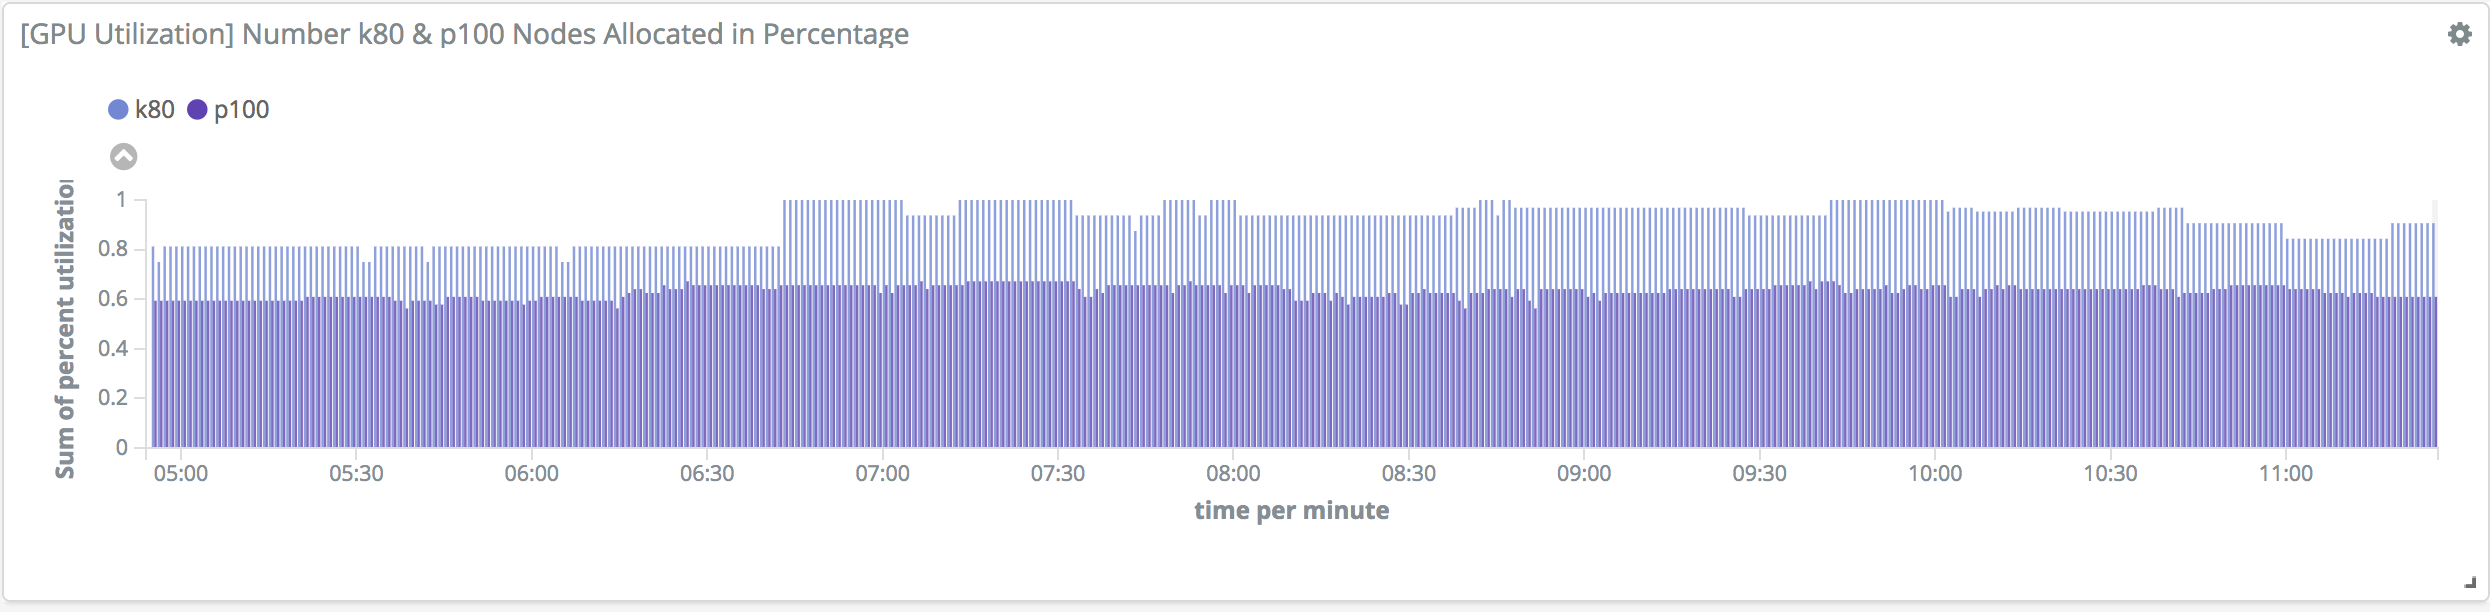 [GPU Utilization] Number k80 & p100 Nodes Allocated in Percentage
k80 p100
Sum of percent utilizatio
1
0.8
0.6
0.4
0.2
0
05:00 05:30 06:00 06:30 07:00 07:30 08:00 08:30 09:00 09:30 10:00 10:30 11:00
time per minute